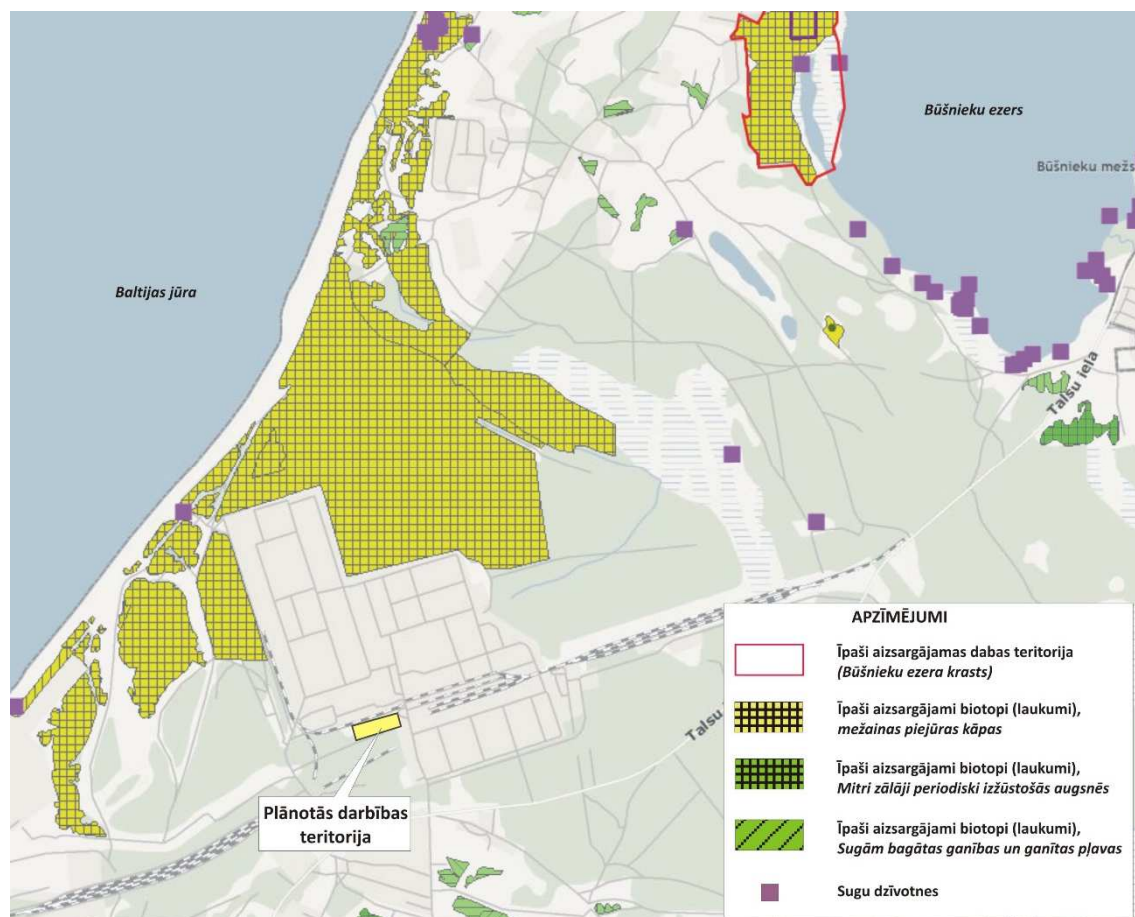 Būšnieku ezers
Būšnieku mežs
Baltijas jūra
Talsu iela
Talsu
Plānotās darbības
teritorija
APZĪMĒJUMI
Īpaši aizsargājamas dabas teritorija
(Būšnieku ezera krasts)
Īpaši aizsargājami biotopi (laukumi),
mežainas piejūras kāpas
Īpaši aizsargājami biotopi (laukumi),
Mitri zālāji periodiski izžūstošās augsnēs
Īpaši aizsargājami biotopi (laukumi),
Sugām bagātas ganības un ganītas pļavas
Sugu dzīvotnes